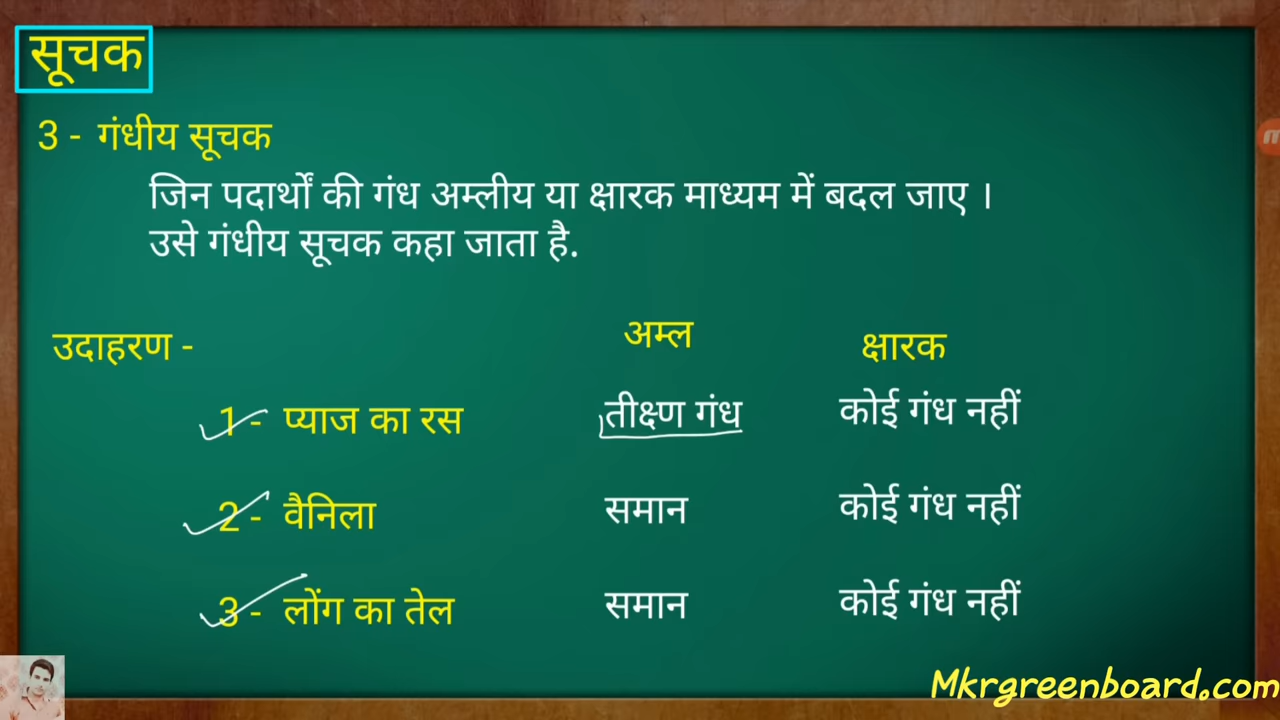 सूचक
3 - गंधीय सूचक
जिन पदार्थों की गंध अम्लीय या क्षारक माध्यम में बदल जाए ।
उसे गंधीय सूचक कहा जाता है.
उदाहरण - अम्ल क्षारक
1 - प्याज का रस तीक्ष्ण गंध कोई गंध नहीं
2 - वैनिला समान कोई गंध नहीं
3 - लोंग का तेल समान कोई गंध नहीं
Mkrgreenboard.com